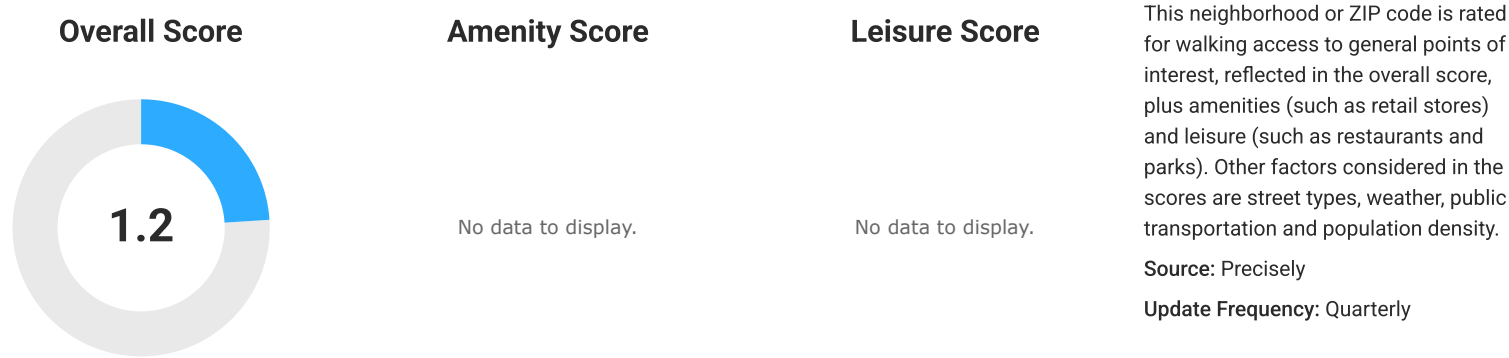 Overall Score
1.2
Amenity Score
No data to display.
Leisure Score
No data to display.
This neighborhood or ZIP code is rated
for walking access to general points of
interest, reflected in the overall score,
plus amenities (such as retail stores)
and leisure (such as restaurants and
parks). Other factors considered in the
scores are street types, weather, public
transportation and population density.
Source: Precisely
Update Frequency: Quarterly